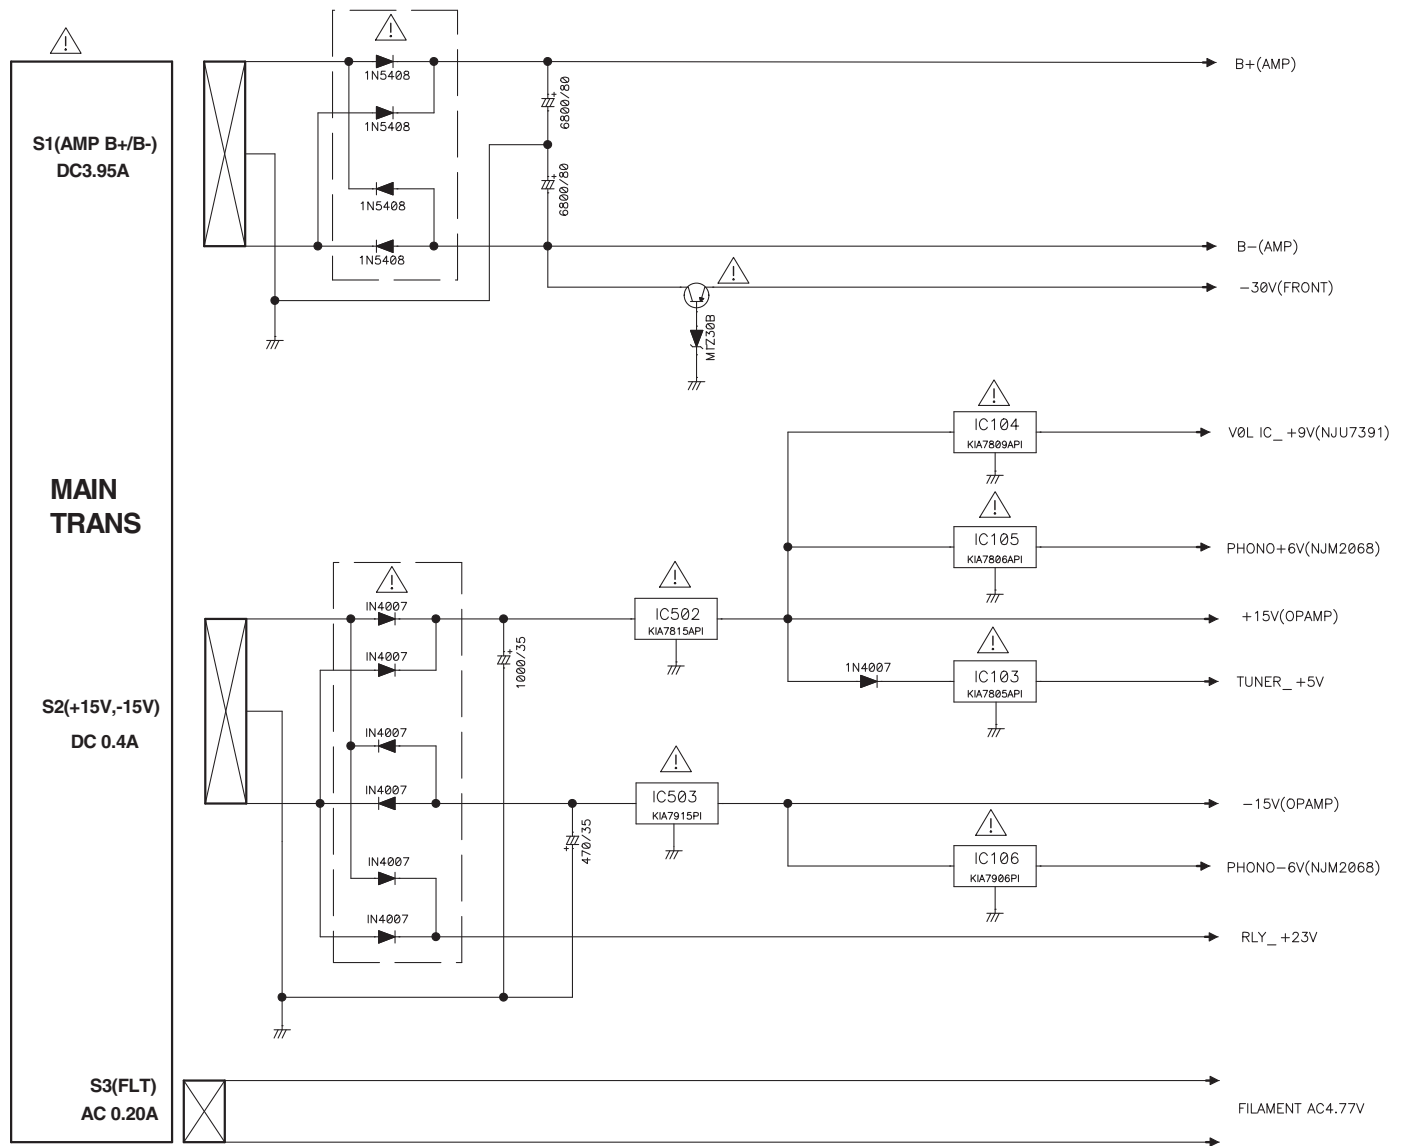 S1(AMP B+/B-)
DC3.95A
MAIN
TRANS
S2(+15V,-15V)
DC 0.4A
S3(FLT)
AC 0.20A
1N5408
1N5408
1N5408
1N5408
6800/80
6800/80
+
+
B+(AMP)
B-(AMP)
-30V(FRONT)
MTZ30B
IC104
KIA7809API
V0L IC_ +9V(NJU7391)
IC105
KIA7806API
PHONO+6V(NJM2068)
IN4007
IN4007
IN4007
IN4007
IN4007
IN4007
+
1000/35
IC502
KIA7815API
+15V(OPAMP)
1N4007
IC103
KIA7805API
TUNER_ +5V
+
470/35
IC503
KIA7915PI
-15V(OPAMP)
IC106
KIA7906PI
PHONO-6V(NJM2068)
RLY_ +23V
FILAMENT AC4.77V